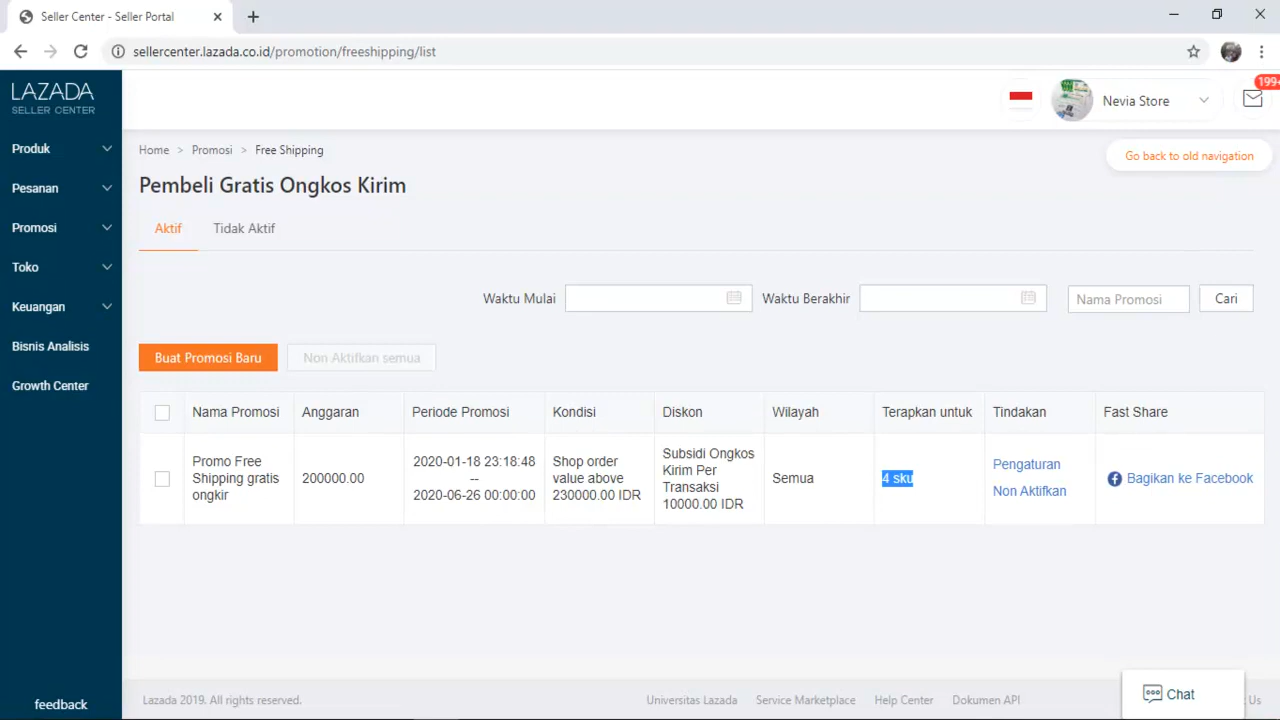 Seller Center - Seller Portal
sellercenter.lazada.co.id/promotion/freeshipping/list
LAZADA
SELLER CENTER
Nevia Store
199+
Produk
Pesanan
Promosi
Toko
Keuangan
Bisnis Analisis
Growth Center
feedback
Home > Promosi > Free Shipping
Go back to old navigation
Pembeli Gratis Ongkos Kirim
Aktif Tidak Aktif
Waktu Mulai Waktu Berakhir Nama Promosi Cari
Buat Promosi Baru Non Aktifkan semua
Nama Promosi Anggaran Periode Promosi Kondisi Diskon Wilayah Terapkan untuk Tindakan Fast Share
Promo Free
Shipping gratis
ongkir
200000.00
2020-01-18 23:18:48
--
2020-06-26 00:00:00
Shop order
value above
230000.00 IDR
Subsidi Ongkos
Kirim Per
Transaksi
10000.00 IDR
Semua
4 sku
Pengaturan
Non Aktifkan
Bagikan ke Facebook
Lazada 2019. All rights reserved.
Universitas Lazada Service Marketplace Help Center Dokumen API Us
Chat